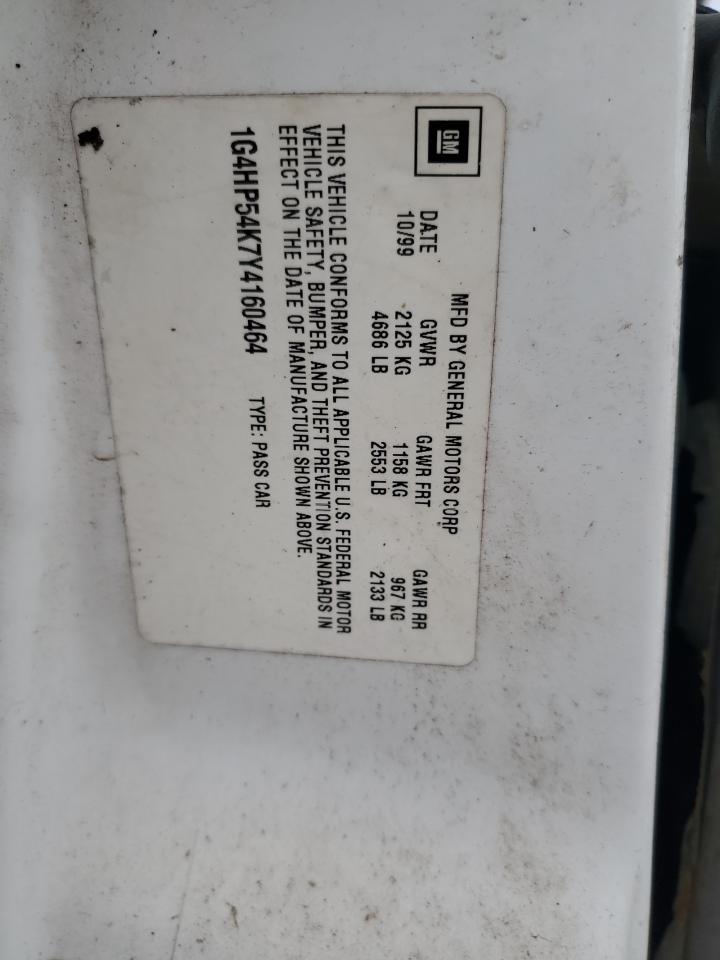 GM
MFD BY GENERAL MOTORS CORP
DATE GVWR GAWR FRT GAWR RR
10/99 2125 KG 1158 KG 967 KG
4686 LB 2553 LB 2133 LB
THIS VEHICLE CONFORMS TO ALL APPLICABLE U.S. FEDERAL MOTOR
VEHICLE SAFETY, BUMPER, AND THEFT PREVENTION STANDARDS IN
EFFECT ON THE DATE OF MANUFACTURE SHOWN ABOVE.
1G4HP54K7Y4160464 TYPE: PASS CAR